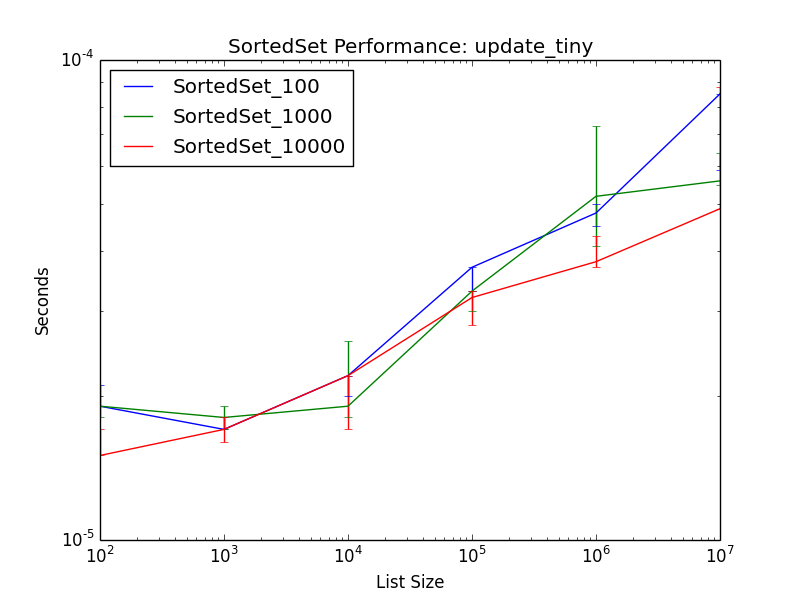 SortedSet Performance: update_tiny
10^-4
SortedSet_100
SortedSet_1000
SortedSet_10000
Seconds
10^-5
10^2 10^3 10^4 10^5 10^6 10^7
List Size